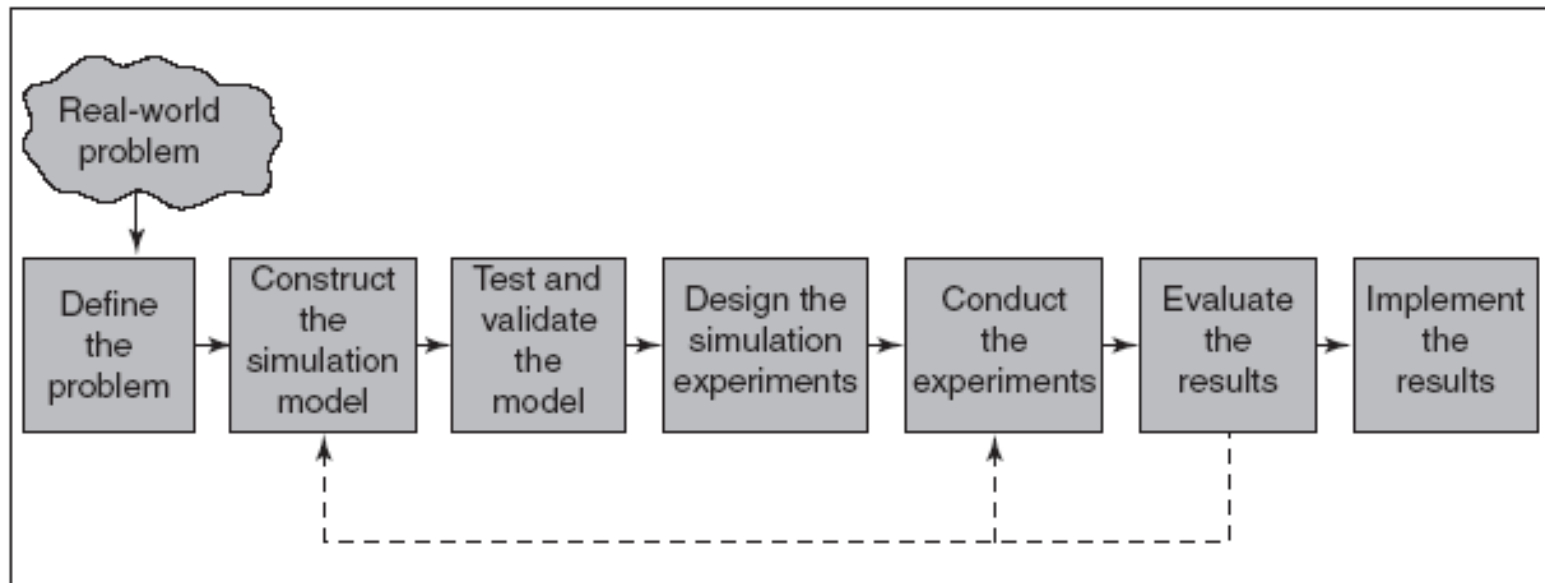 Real-world
problem
Define
the
problem
Construct
the
simulation
model
Test and
validate
the
model
Design the
simulation
experiments
Conduct
the
experiments
Evaluate
the
results
Implement
the
results